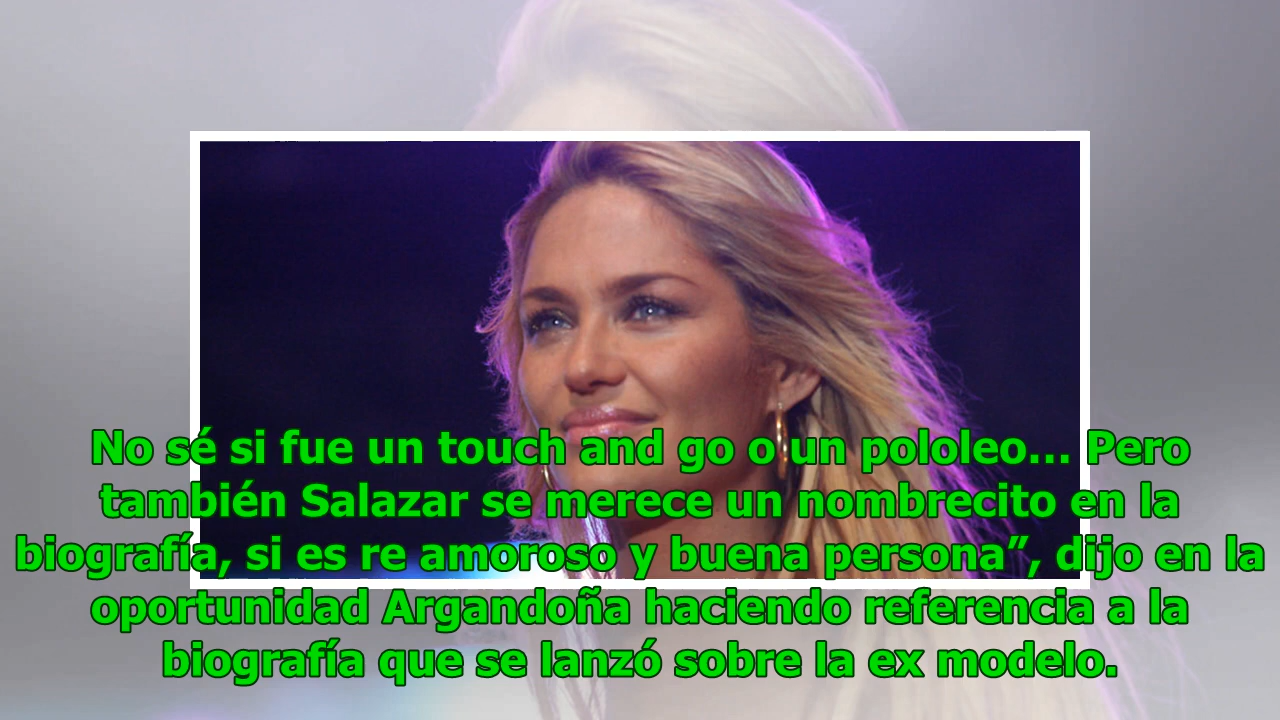 No sé si fue un touch and go o un pololeo... Pero
también Salazar se merece un nombrecito en la
biografía, si es re amoroso y buena persona”, dijo en la
oportunidad Argandoña haciendo referencia a la
biografía que se lanzó sobre la ex modelo.